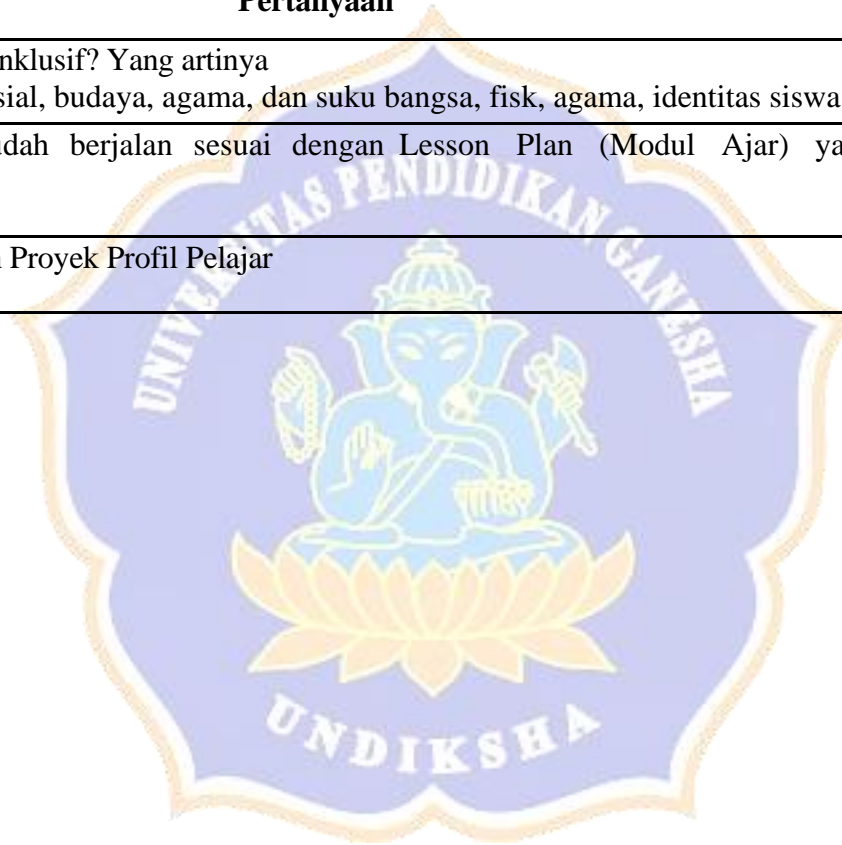 Pertanyaan
nklusif? Yang artinya
sial, budaya, agama, dan suku bangsa, fisk, agama, identitas siswa
udah berjalan sesuai dengan Lesson Plan (Modul Ajar) ya
Proyek Profil Pelajar
UNIVERSITAS PENDIDIKAN GANESHA
UNDIKSHA